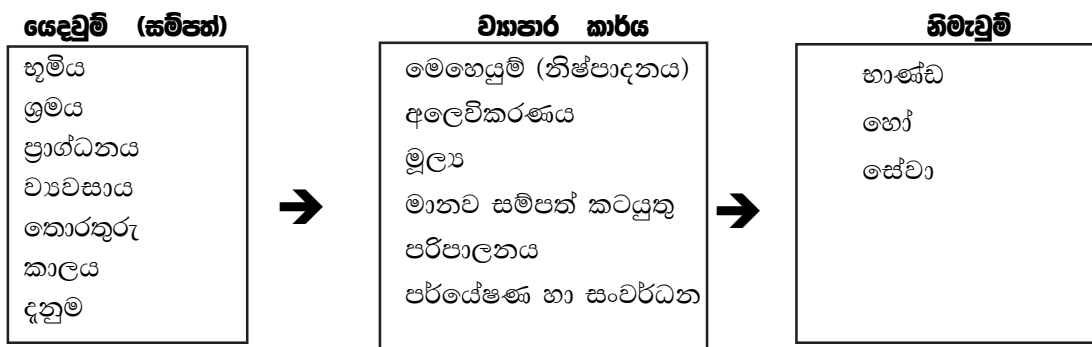 යෙදවුම් (සම්පත්)
භූමිය
ශ්‍රමය
ප්‍රාග්ධනය
ව්‍යවසාය
තොරතුරු
කාලය
දැනුම
ව්‍යාපාර කාර්ය
මෙහෙයුම් (නිෂ්පාදනය)
අලෙවිකරණය
මූල්‍ය
මානව සම්පත් කටයුතු
පරිපාලනය
පර්යේෂණ හා සංවර්ධන
නිමැවුම්
භාණ්ඩ
හෝ
සේවා